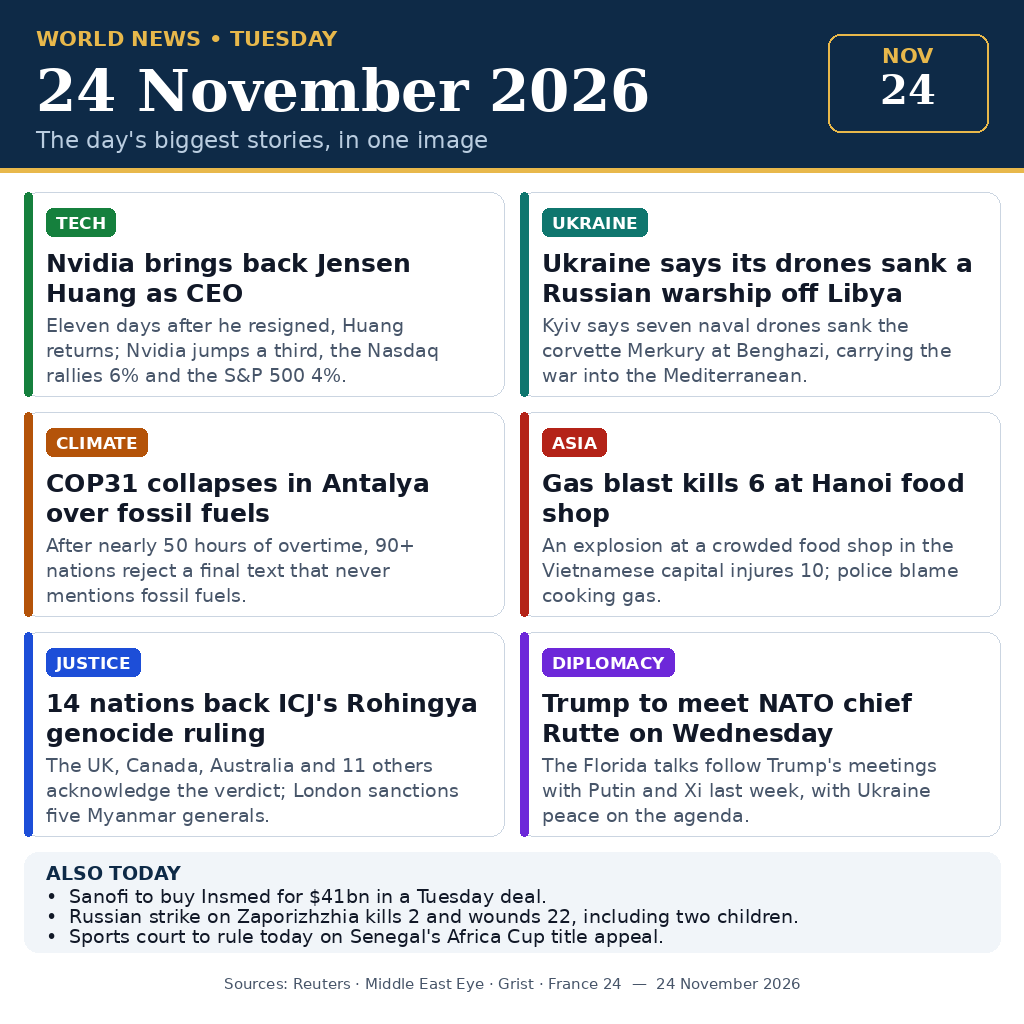 WORLD NEWS • TUESDAY
24 November 2026
The day's biggest stories, in one image
NOV
24
TECH
Nvidia brings back Jensen
Huang as CEO
Eleven days after he resigned, Huang
returns; Nvidia jumps a third, the Nasdaq
rallies 6% and the S&P 500 4%.
UKRAINE
Ukraine says its drones sank a
Russian warship off Libya
Kyiv says seven naval drones sank the
corvette Merkury at Benghazi, carrying the
war into the Mediterranean.
CLIMATE
COP31 collapses in Antalya
over fossil fuels
After nearly 50 hours of overtime, 90+
nations reject a final text that never
mentions fossil fuels.
ASIA
Gas blast kills 6 at Hanoi food
shop
An explosion at a crowded food shop in the
Vietnamese capital injures 10; police blame
cooking gas.
JUSTICE
14 nations back ICJ's Rohingya
genocide ruling
The UK, Canada, Australia and 11 others
acknowledge the verdict; London sanctions
five Myanmar generals.
DIPLOMACY
Trump to meet NATO chief
Rutte on Wednesday
The Florida talks follow Trump's meetings
with Putin and Xi last week, with Ukraine
peace on the agenda.
ALSO TODAY
• Sanofi to buy Insmed for $41bn in a Tuesday deal.
• Russian strike on Zaporizhzhia kills 2 and wounds 22, including two children.
• Sports court to rule today on Senegal's Africa Cup title appeal.
Sources: Reuters · Middle East Eye · Grist · France 24 — 24 November 2026